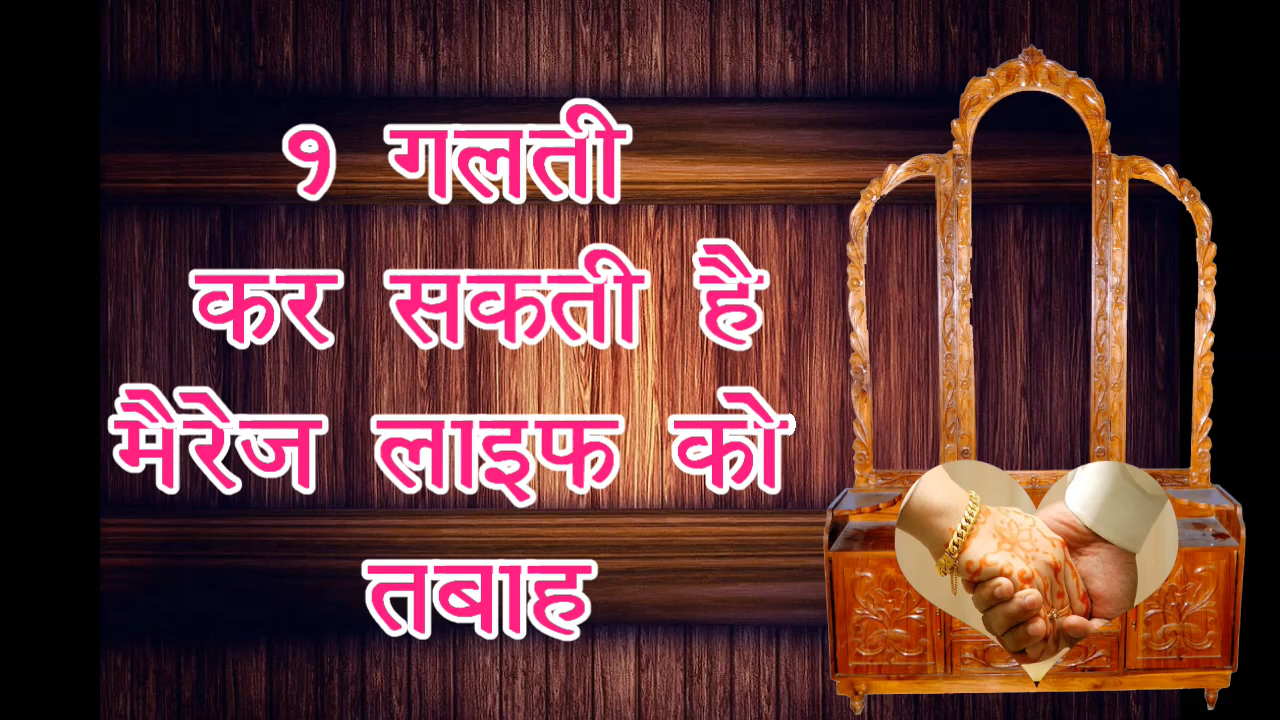 १ गलती
कर सकती है
मैरेज लाइफ को
तबाह